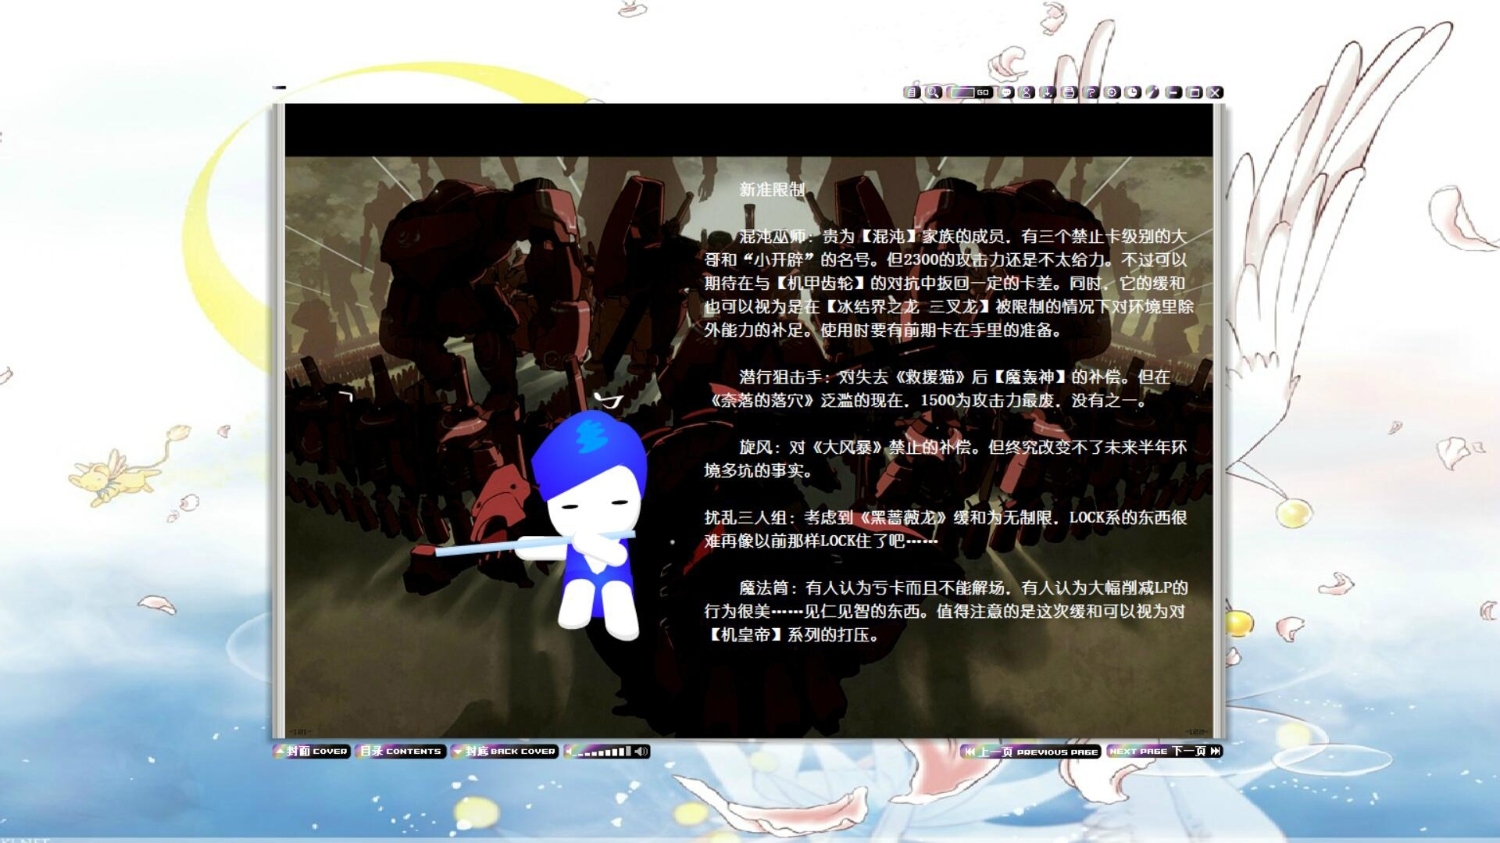 GO
新准限制
混沌巫师：贵为【混沌】家族的成员，有三个禁止卡级别的大
哥和“小开辟”的名号。但2300的攻击力还是不太给力。不过可以
期待在与【机甲齿轮】的对抗中扳回一定的卡差。同时，它的缓和
也可以视为是在【冰结界之龙 三叉龙】被限制的情况下对环境里除
外能力的补足。使用时要有前期卡在手里的准备。
潜行狙击手：对失去《救援猫》后【魔轰神】的补偿。但在
《奈落的落穴》泛滥的现在，1500为攻击力最废，没有之一。
旋风：对《大风暴》禁止的补偿。但终究改变不了未来半年环
境多坑的事实。
扰乱三人组：考虑到《黑蔷薇龙》缓和为无制限，LOCK系的东西很
难再像以前那样LOCK住了吧……
魔法筒：有人认为亏卡而且不能解场，有人认为大幅削减LP的
行为很美……见仁见智的东西。值得注意的是这次缓和可以视为对
【机皇帝】系列的打压。
封面 COVER 目录 CONTENTS 封底 BACK COVER 上一页 PREVIOUS PAGE NEXT PAGE 下一页